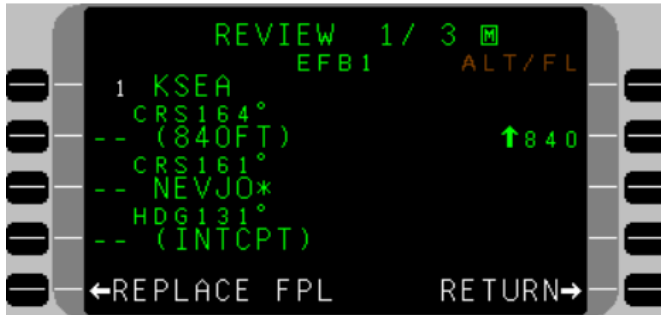 REVIEW 1/ 3 M
EFB1 ALT/FL
1 KSEA
CRS164°
-- (840FT) ↑840
CRS161°
-- NEVJO*
HDG131°
-- (INTCPT)
←REPLACE FPL RETURN→